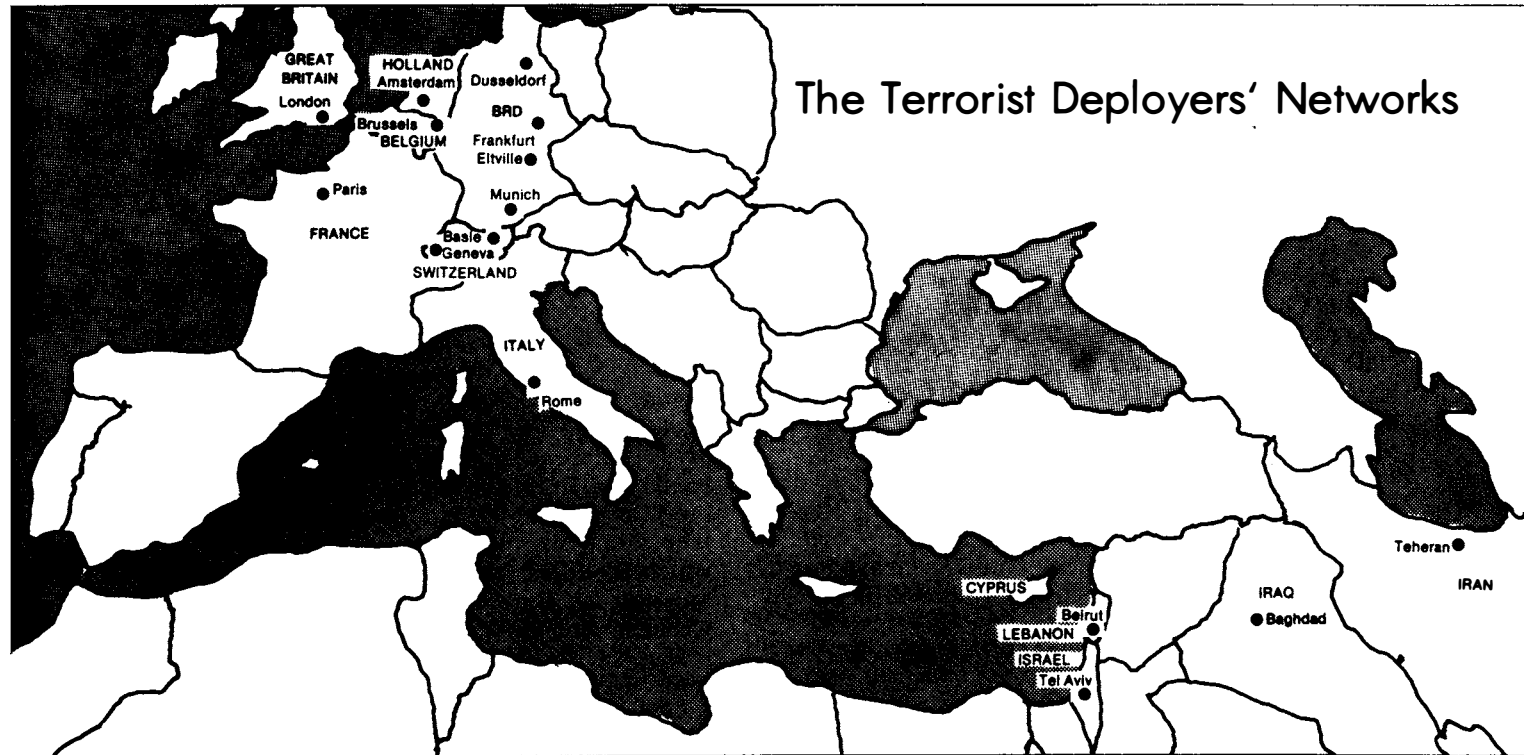 The Terrorist Deployers' Networks
GREAT
BRITAIN
London
HOLLAND
Amsterdam
Dusseldorf
BRD
Brussels
BELGIUM
Frankfurt
Eltville
Paris
Munich
FRANCE
Basle
Geneva
SWITZERLAND
ITALY
Rome
Teheran
CYPRUS
IRAN
IRAQ
Beirut
Baghdad
LEBANON
ISRAEL
Tel Aviv